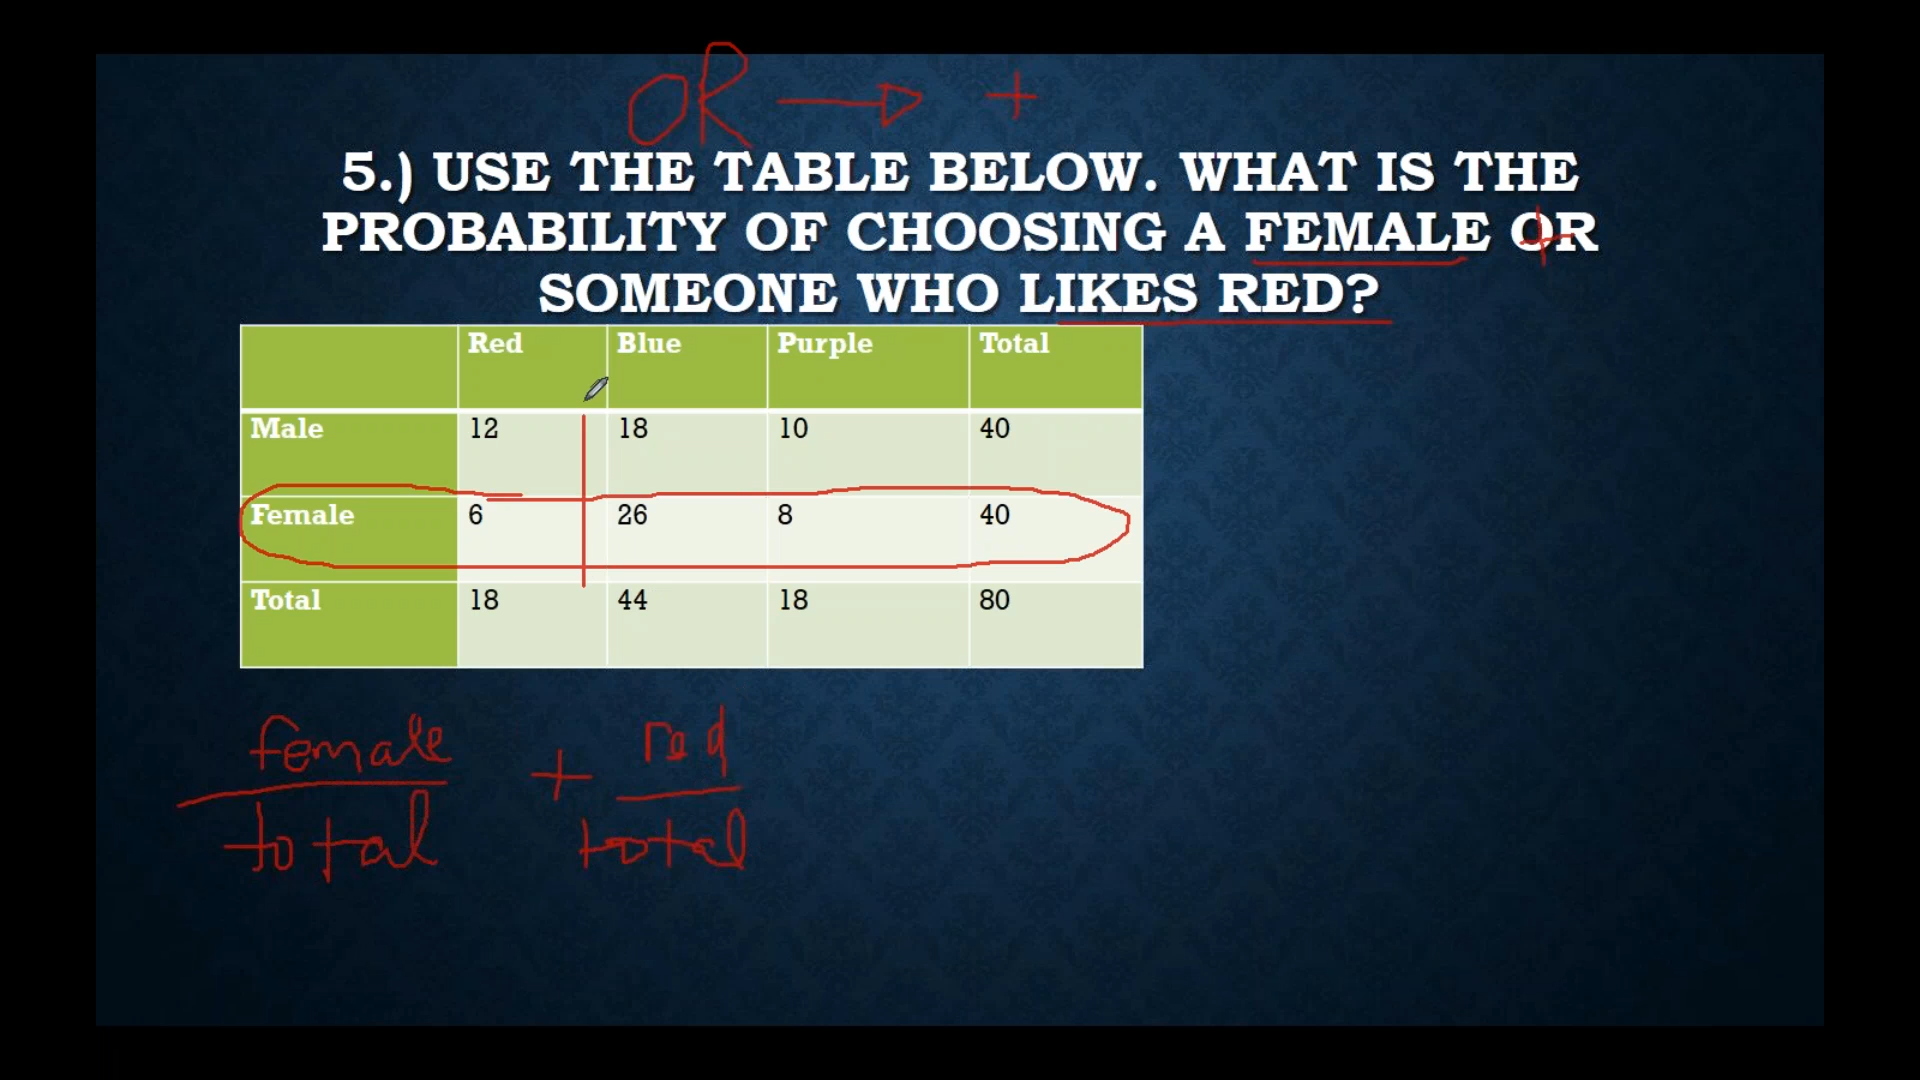 OR → +
5.) USE THE TABLE BELOW. WHAT IS THE
PROBABILITY OF CHOOSING A FEMALE OR
SOMEONE WHO LIKES RED?
Red Blue Purple Total
Male 12 18 10 40
Female 6 26 8 40
Total 18 44 18 80
female + red
total total